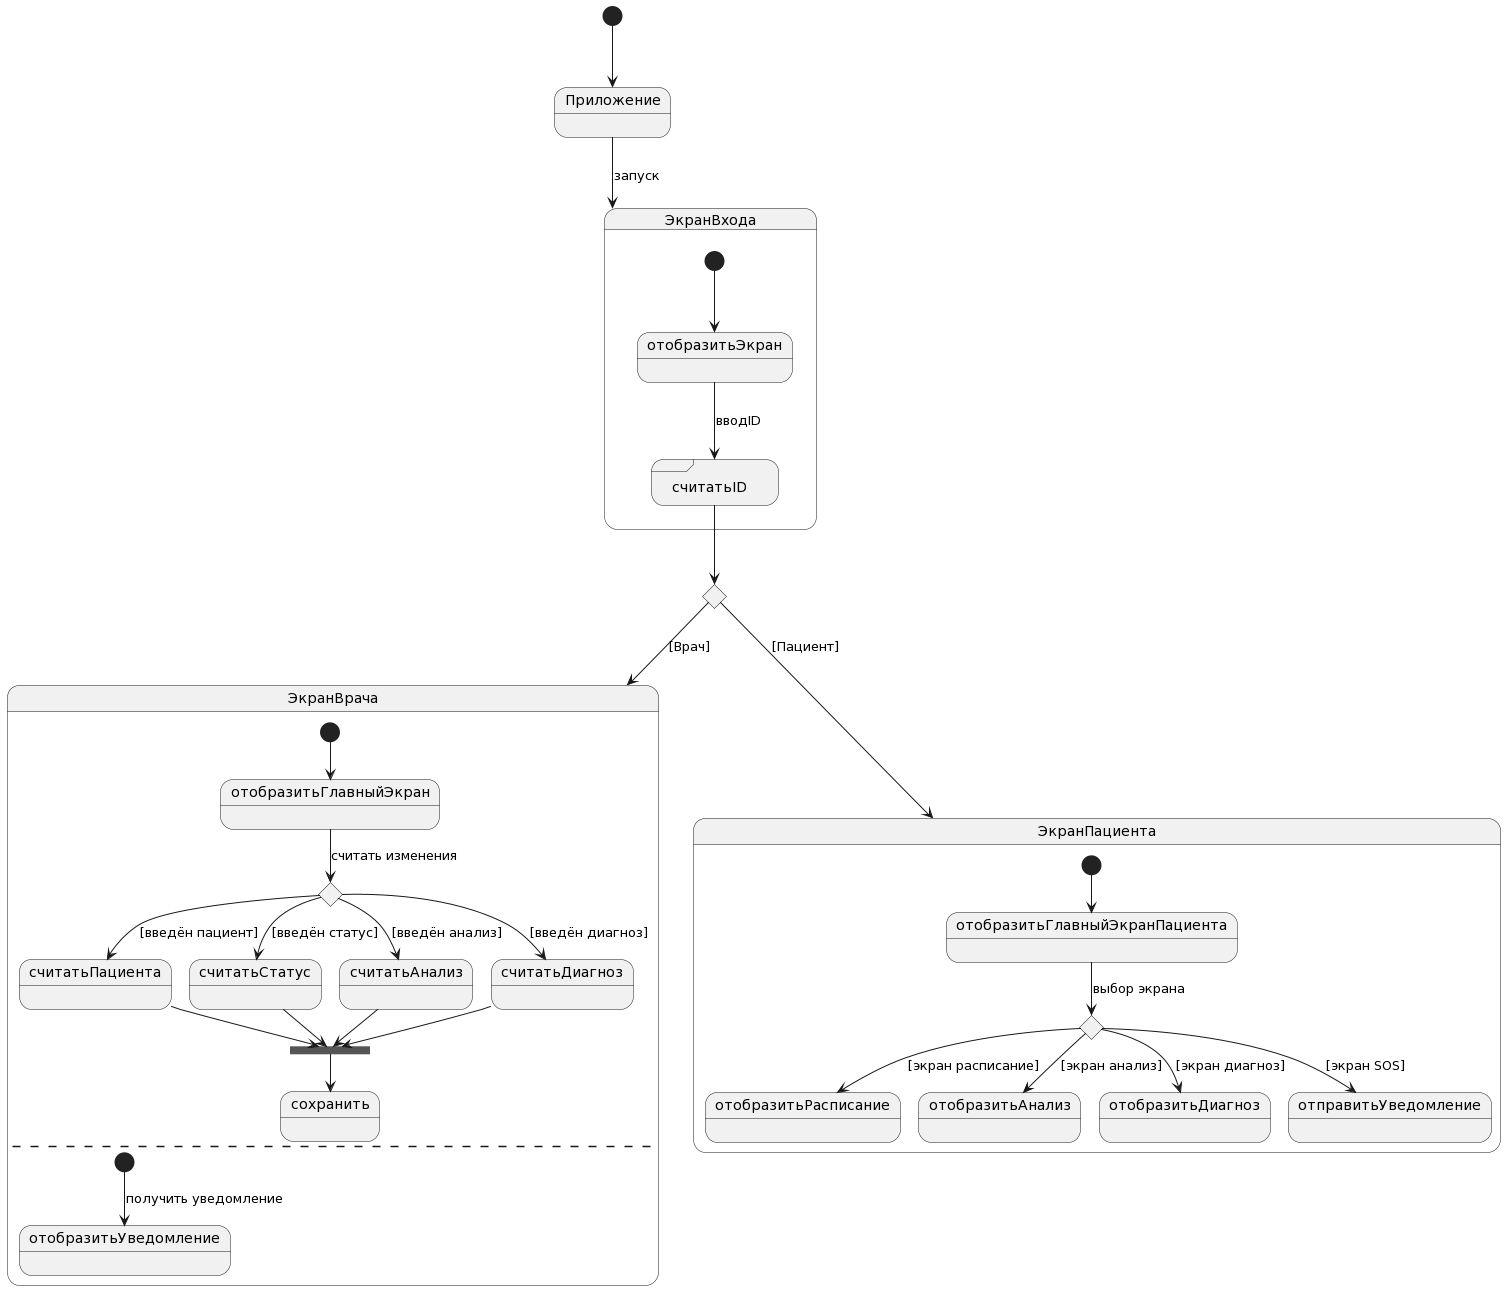 Приложение
запуск
ЭкранВхода
отобразитьЭкран
вводID
считатьID
[Врач]
[Пациент]
ЭкранВрача
отобразитьГлавныйЭкран
считать изменения
[введён пациент]
[введён статус]
[введён анализ]
[введён диагноз]
считатьПациента
считатьСтатус
считатьАнализ
считатьДиагноз
сохранить
получить уведомление
отобразитьУведомление
ЭкранПациента
отобразитьГлавныйЭкранПациента
выбор экрана
[экран расписание]
[экран анализ]
[экран диагноз]
[экран SOS]
отобразитьРасписание
отобразитьАнализ
отобразитьДиагноз
отправитьУведомление